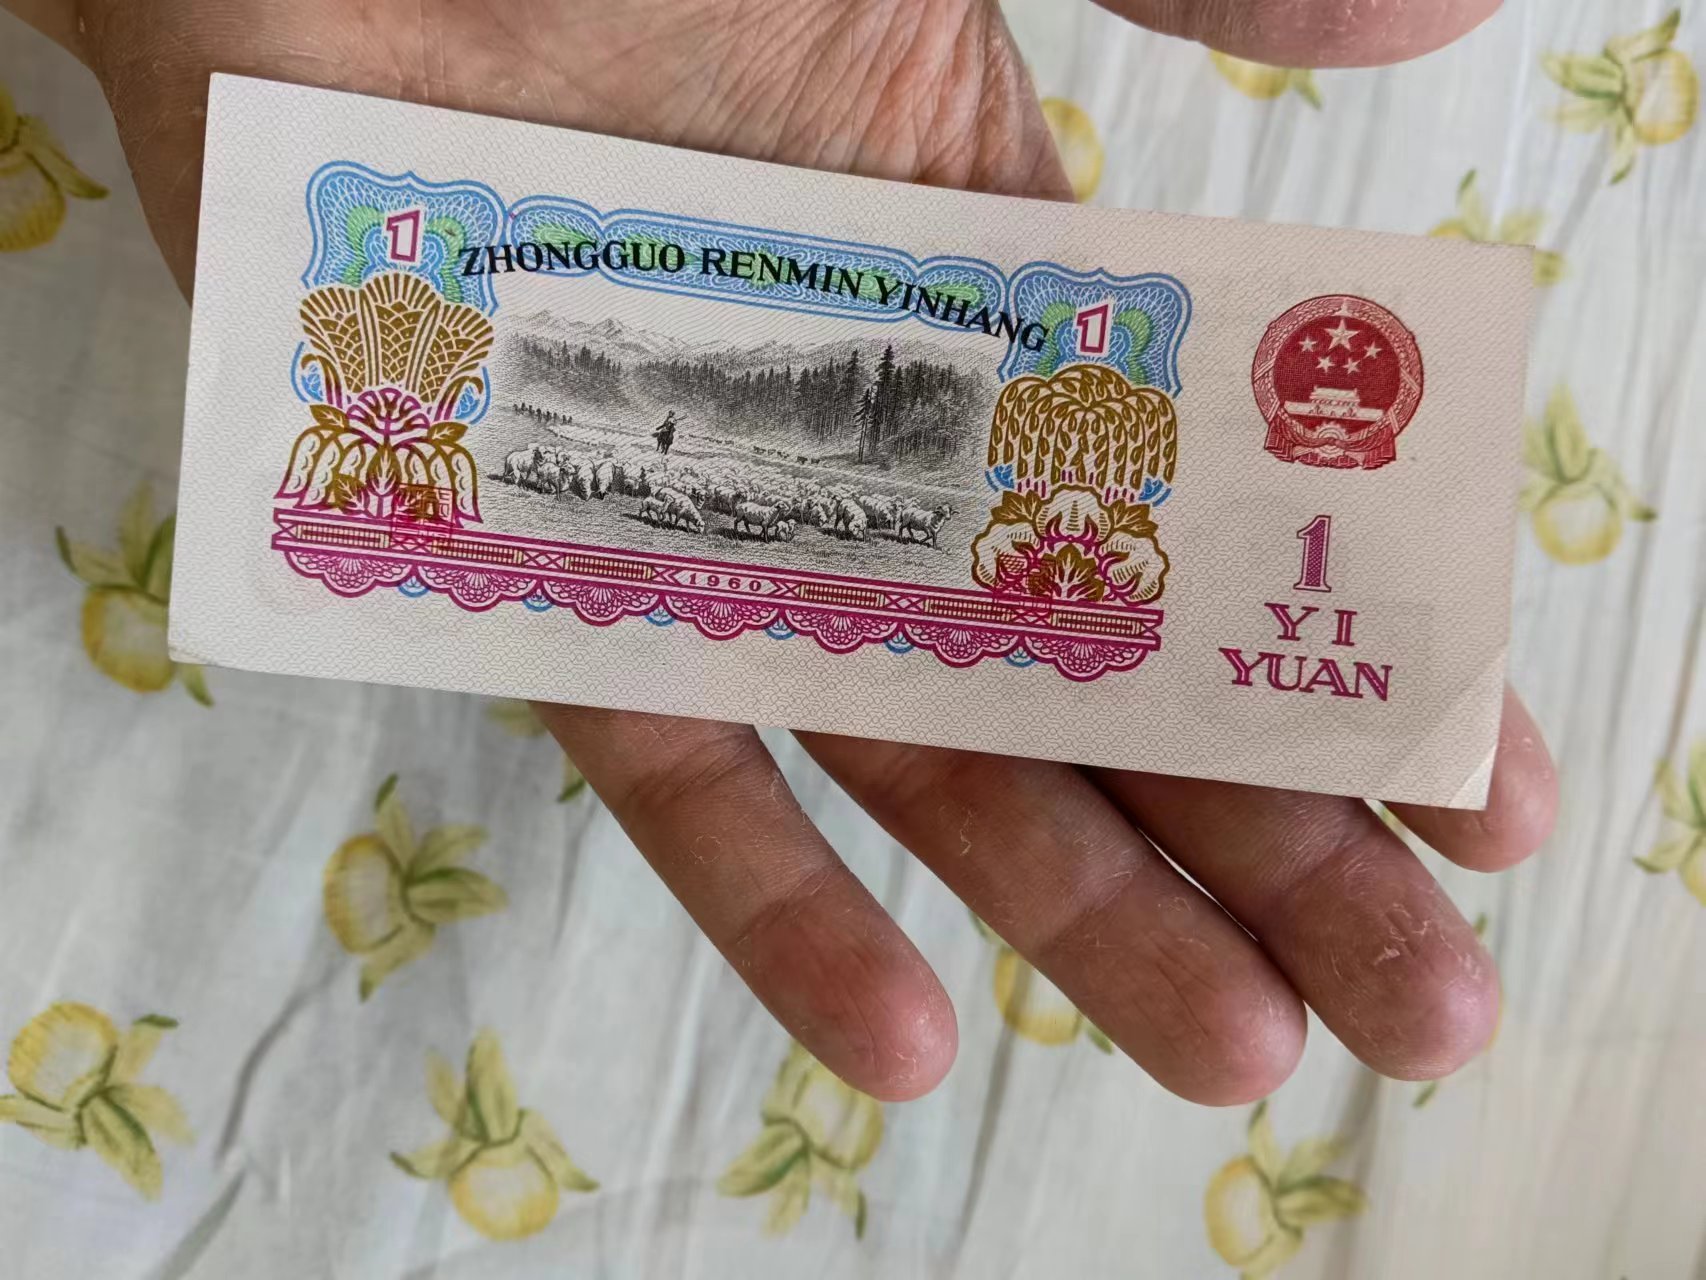 1
ZHONGGUO RENMIN YINHANG
1
1960
1
YI
YUAN